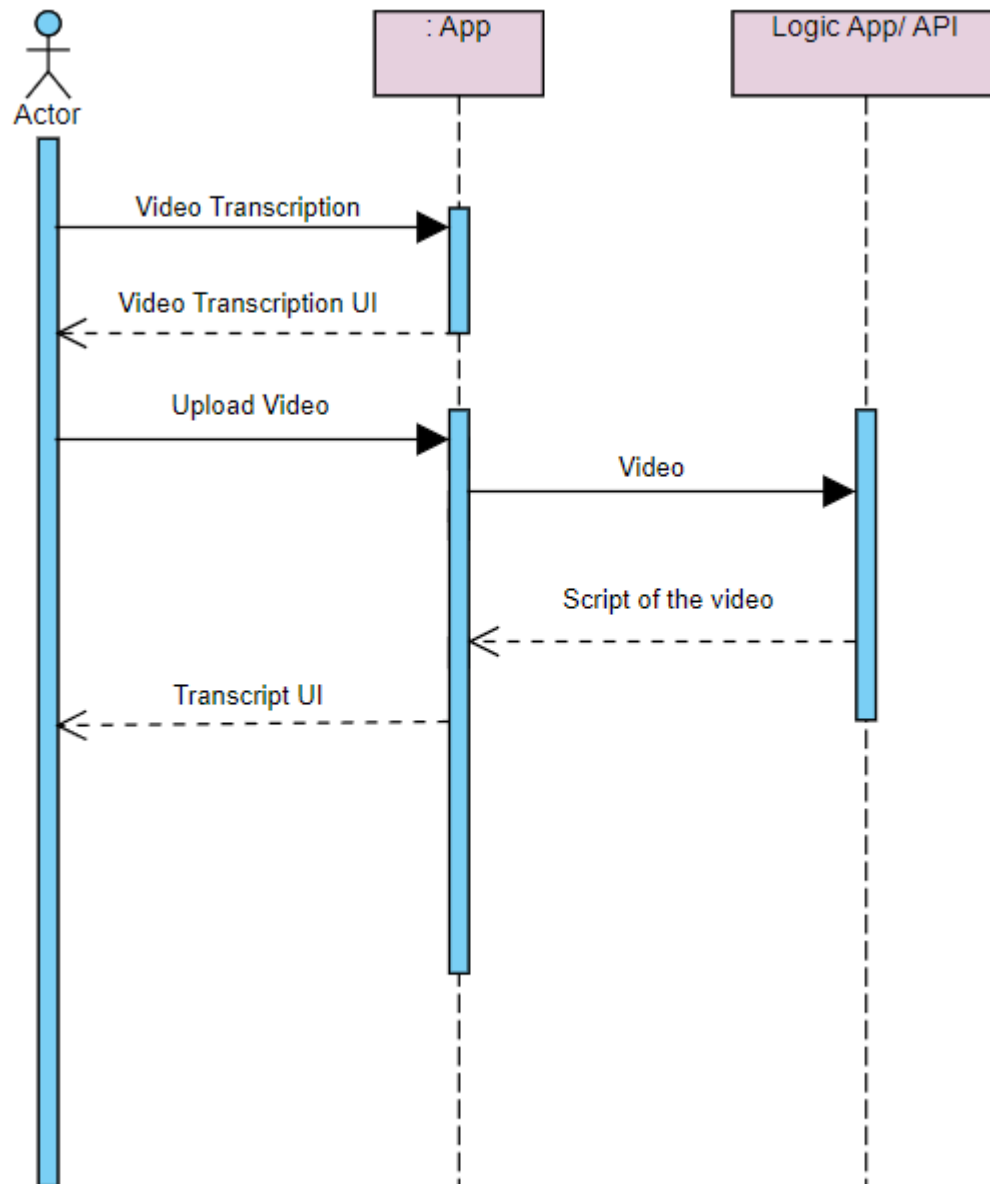 : App
Logic App/ API
Actor
Video Transcription
Video Transcription UI
Upload Video
Video
Script of the video
Transcript UI